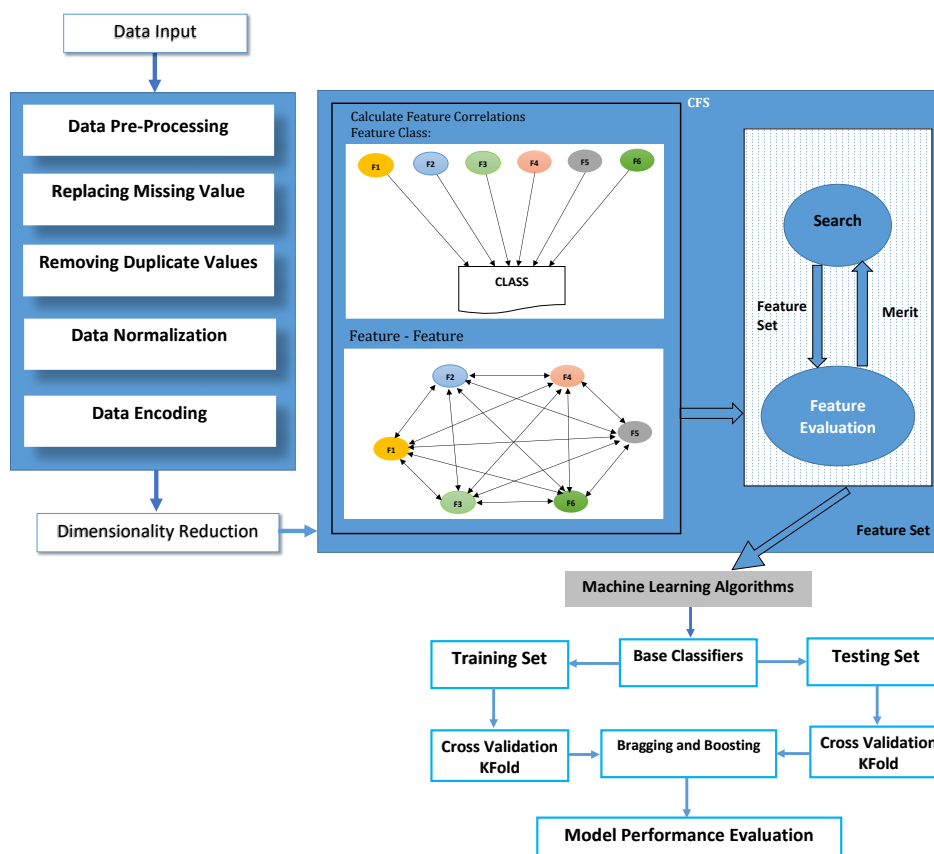 Data Input
Data Pre-Processing
Replacing Missing Value
Removing Duplicate Values
Data Normalization
Data Encoding
Dimensionality Reduction
CFS
Calculate Feature Correlations
Feature Class:
F1
F2
F3
F4
F5
F6
CLASS
Feature - Feature
F2
F4
F1
F5
F3
F6
Search
Feature
Set
Merit
Feature
Evaluation
Feature Set
Machine Learning Algorithms
Training Set
Base Classifiers
Testing Set
Cross Validation
KFold
Bragging and Boosting
Cross Validation
KFold
Model Performance Evaluation